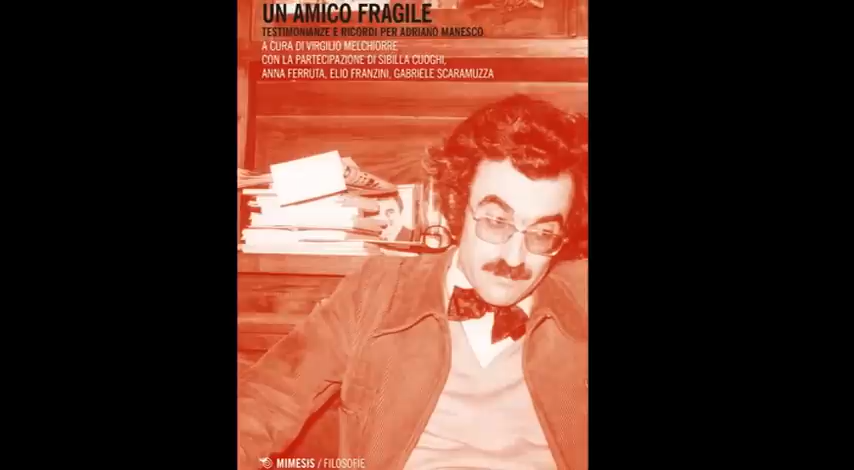 UN AMICO FRAGILE
TESTIMONIANZE E RICORDI PER ADRIANO MANESCO
A CURA DI VIRGILIO MELCHIORRE
CON LA PARTECIPAZIONE DI SIBILLA CUOGHI,
ANNA FERRUTA, ELIO FRANZINI, GABRIELE SCARAMUZZA
MIMESIS / FILOSOFIE